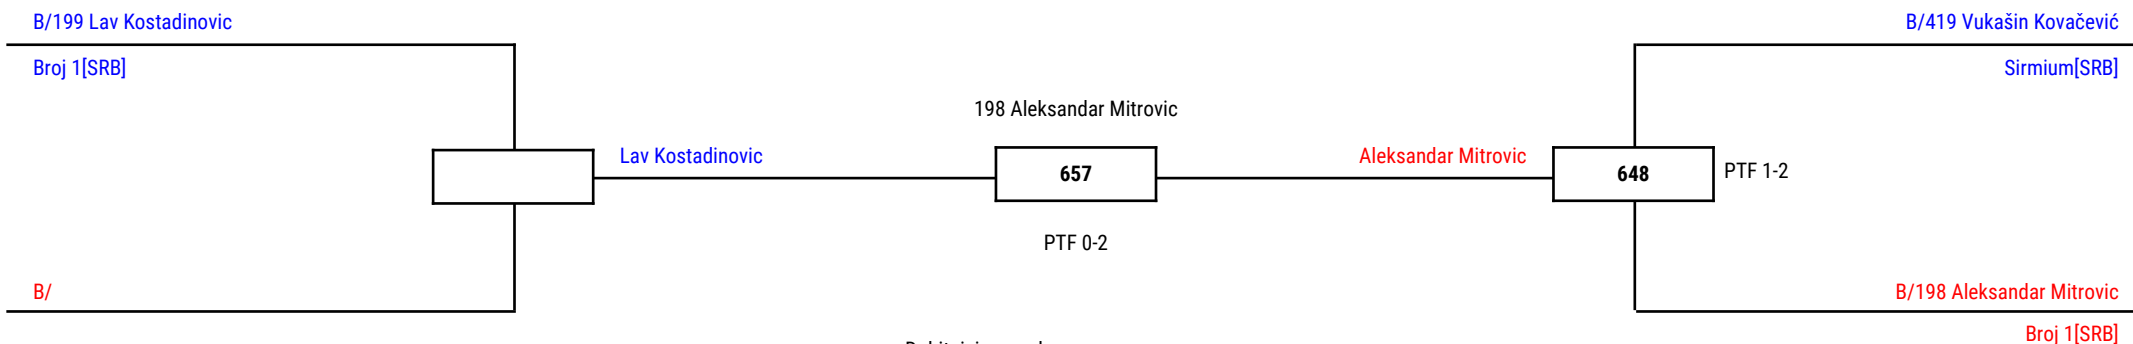 B/199 Lav Kostadinovic
B/419 Vukašin Kovačević
Broj 1[SRB]
Sirmium[SRB]
198 Aleksandar Mitrovic
Lav Kostadinovic
Aleksandar Mitrovic
657
648
PTF 1-2
PTF 0-2
B/
B/198 Aleksandar Mitrovic
Broj 1[SRB]